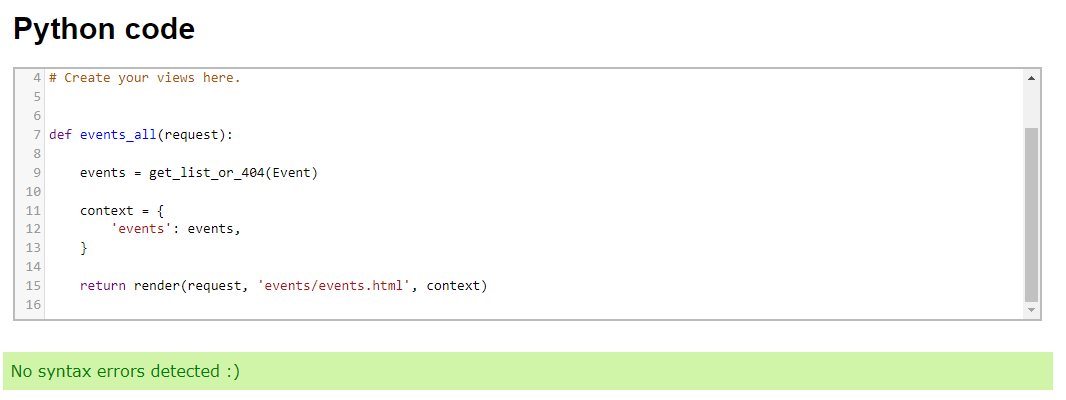 Python code
4 # Create your views here.
5
6
7 def events_all(request):
8
9     events = get_list_or_404(Event)
10
11     context = {
12         'events': events,
13     }
14
15     return render(request, 'events/events.html', context)
16
No syntax errors detected :)